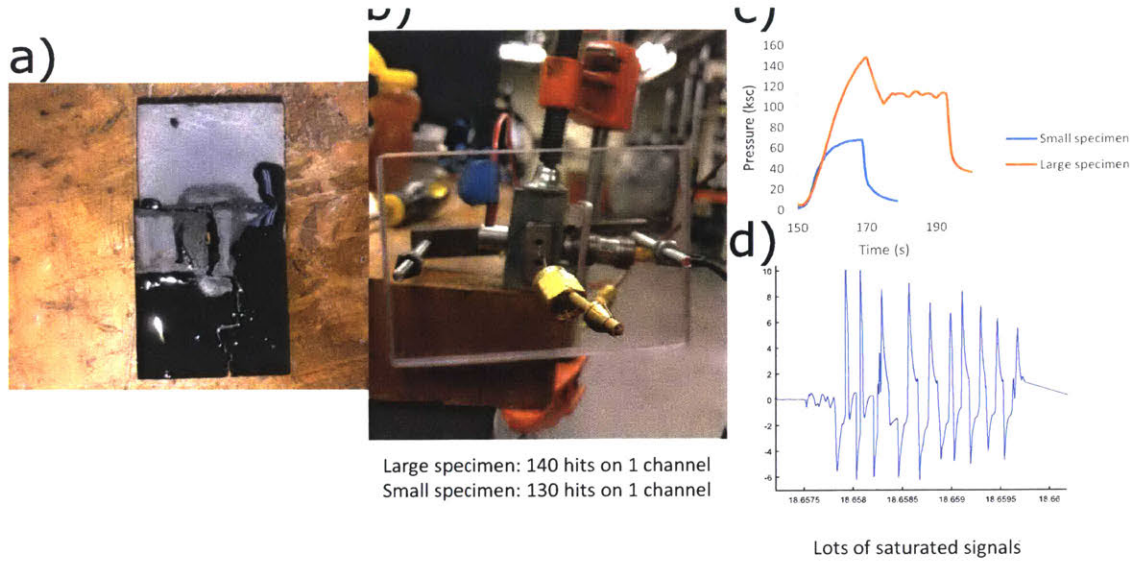 a)
b)
c)
160
140
120
100
80
60
40
20
0
Pressure (ksc)
150
170
190
Time (s)
Small specimen
Large specimen
d)
10
8
6
4
2
0
-2
-4
-6
18.6575
18.658
18.6585
18.659
18.6595
18.66
Large specimen: 140 hits on 1 channel
Small specimen: 130 hits on 1 channel
Lots of saturated signals